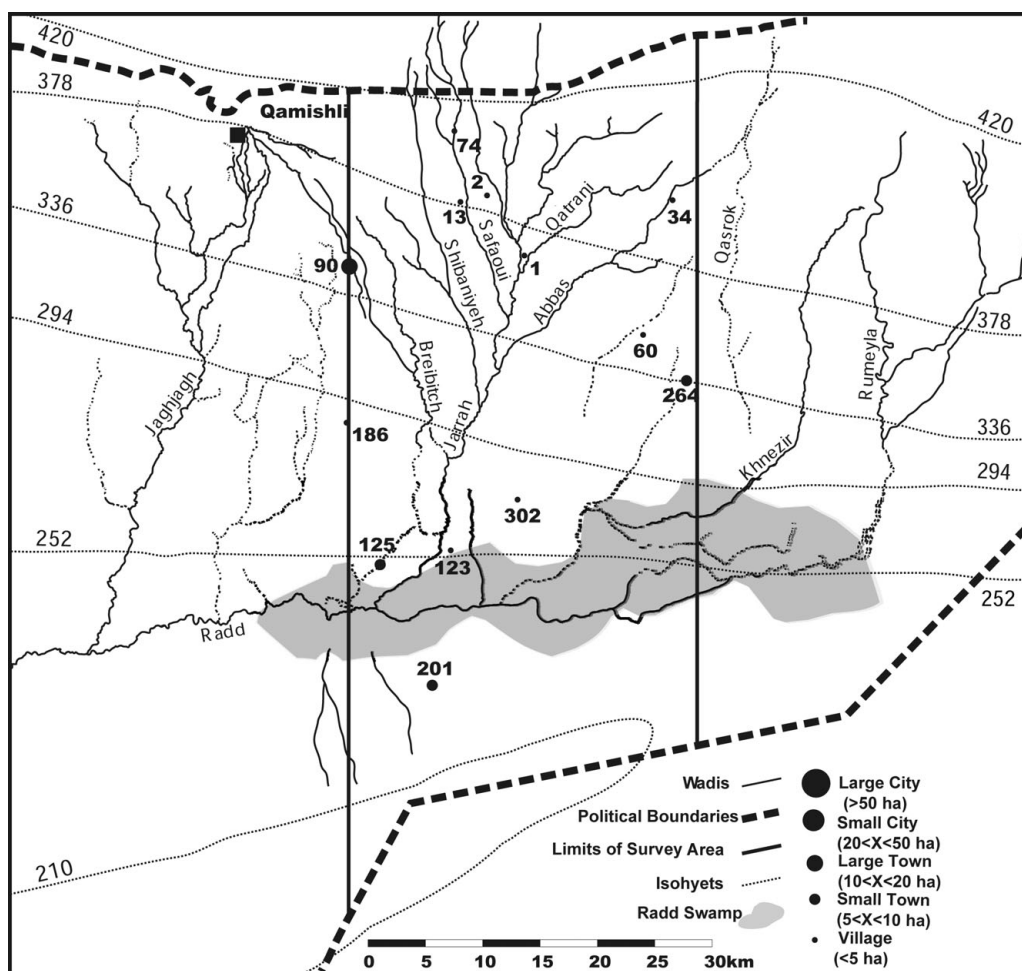 420
378
Qamishli
420
74
336
2
Qatrani
34
13
Safaoui
Qasrok
Shibaniyeh
90
1
Abbas
294
378
Breibitch
60
Rumeyla
Jaghjagh
264
186
Jarrah
336
Khnezir
294
302
252
125
123
252
Radd
201
210
Wadis
Political Boundaries
Limits of Survey Area
Isohyets
Radd Swamp
Large City
(>50 ha)
Small City
(20<X<50 ha)
Large Town
(10<X<20 ha)
Small Town
(5<X<10 ha)
Village
(<5 ha)
0 5 10 20 30km